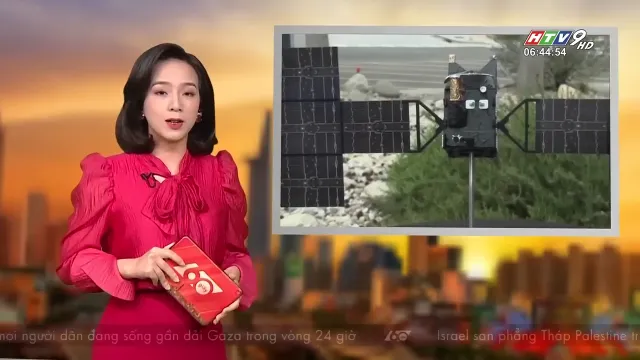 HTV9 HD
06:44:54
mọi người dân đang sống gần dải Gaza trong vòng 24 giờ
Israel san phẳng Tháp Palestine